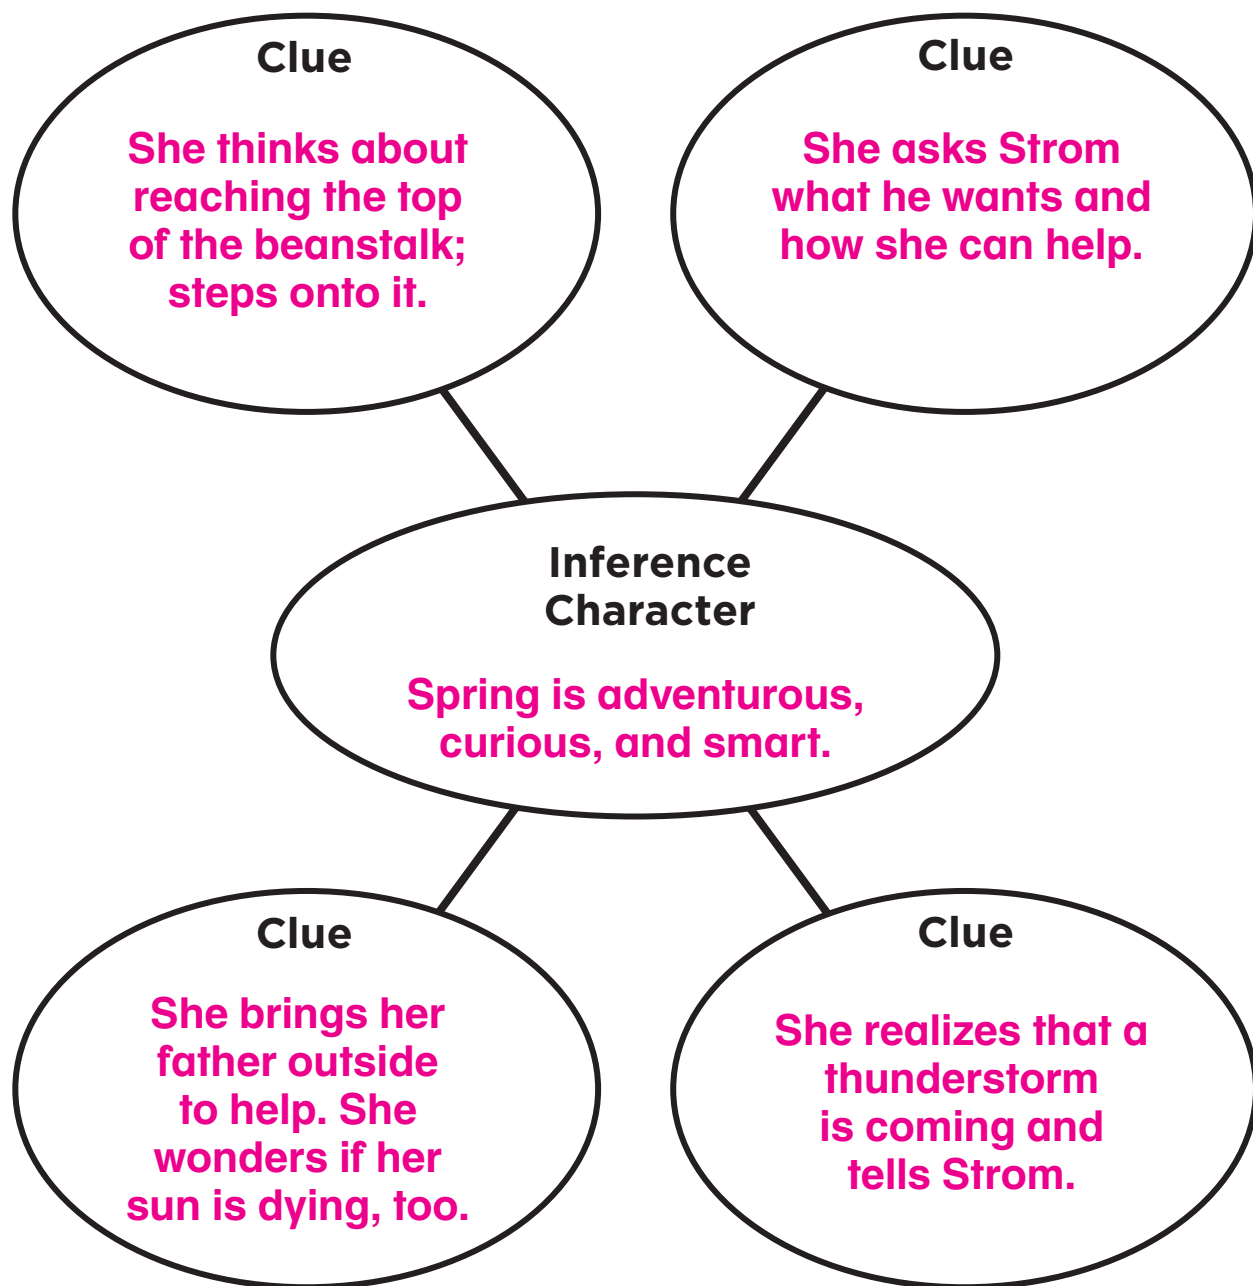 Clue
She thinks about
reaching the top
of the beanstalk;
steps onto it.
Clue
She asks Strom
what he wants and
how she can help.
Inference
Character
Spring is adventurous,
curious, and smart.
Clue
She brings her
father outside
to help. She
wonders if her
sun is dying, too.
Clue
She realizes that a
thunderstorm
is coming and
tells Strom.